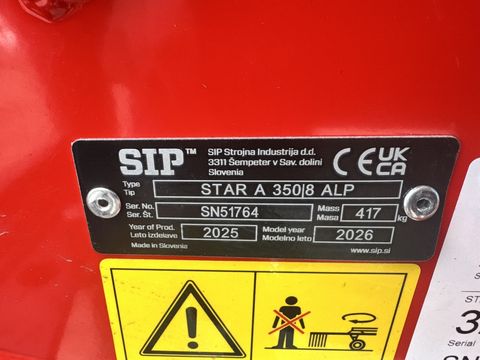 SIP™
SIP Strojna Industrija d.d.
3311 Šempeter v Sav. dolini
Slovenia
CE UK CA
Type
Tip
STAR A 350|8 ALP
Ser. No.
Ser. Št.
SN51764
Mass
Masa
417 kg
Year of Prod.
Leto izdelave
2025
Model year
Modelno leto
2026
Made in Slovenia
www.sip.si
Serial